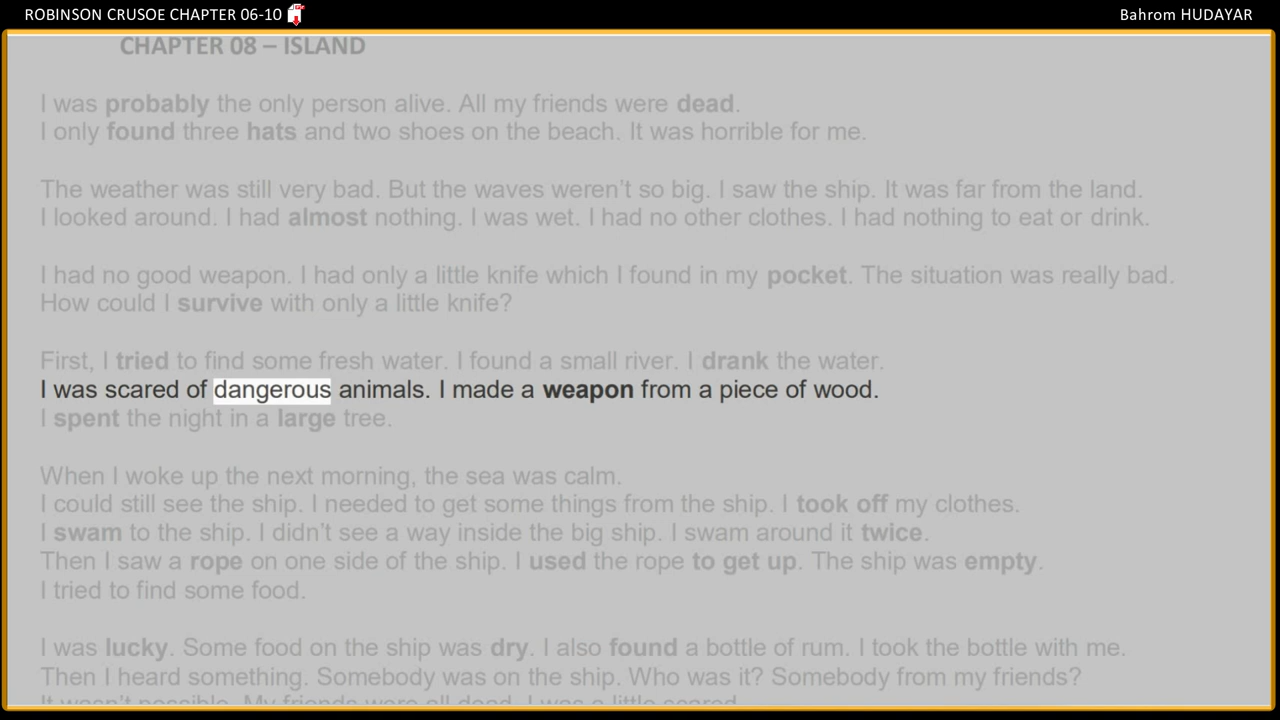 ROBINSON CRUSOE CHAPTER 06-10
Bahrom HUDAYAR
CHAPTER 08 – ISLAND
I was probably the only person alive. All my friends were dead.
I only found three hats and two shoes on the beach. It was horrible for me.
The weather was still very bad. But the waves weren't so big. I saw the ship. It was far from the land.
I looked around. I had almost nothing. I was wet. I had no other clothes. I had nothing to eat or drink.
I had no good weapon. I had only a little knife which I found in my pocket. The situation was really bad.
How could I survive with only a little knife?
First, I tried to find some fresh water. I found a small river. I drank the water.
I was scared of dangerous animals. I made a weapon from a piece of wood.
I spent the night in a large tree.
When I woke up the next morning, the sea was calm.
I could still see the ship. I needed to get some things from the ship. I took off my clothes.
I swam to the ship. I didn't see a way inside the big ship. I swam around it twice.
Then I saw a rope on one side of the ship. I used the rope to get up. The ship was empty.
I tried to find some food.
I was lucky. Some food on the ship was dry. I also found a bottle of rum. I took the bottle with me.
Then I heard something. Somebody was on the ship. Who was it? Somebody from my friends?
It wasn't possible. My friends were all dead. I was a little scared.